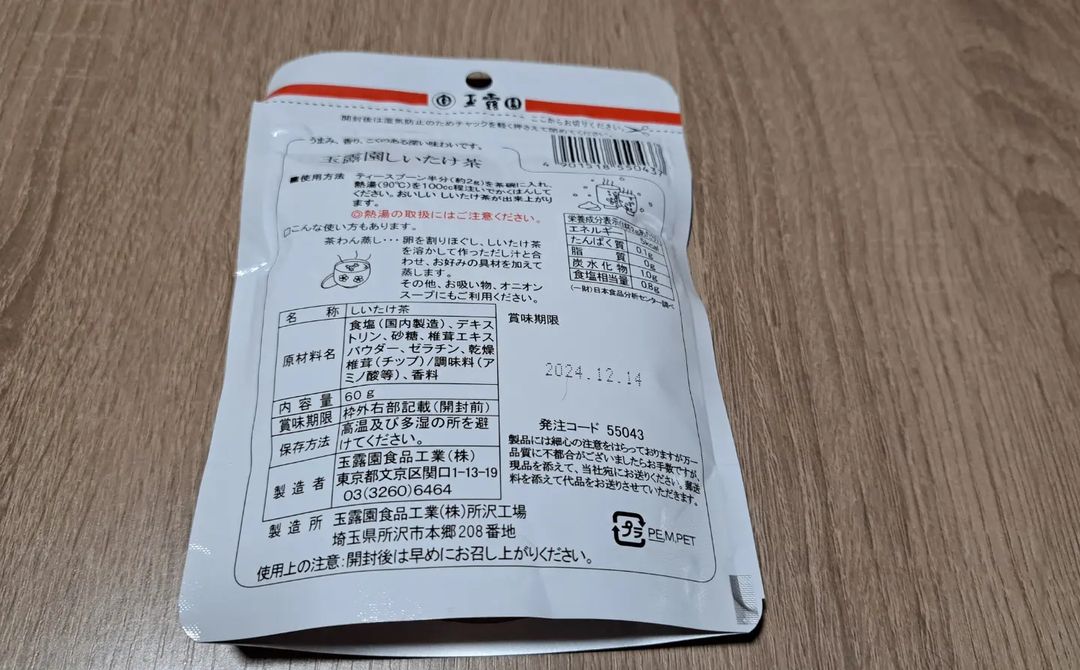 玉露園
ここからお切りください。
開封後は湿気防止のためチャックを軽く押さえて閉めてください。
うまみ、香り、こくのある深い味わいです。
玉露園しいたけ茶
4 901318 550437
■使用方法 ティースプーン半分(約2g)を茶碗に入れ、
熱湯(90℃)を100cc程注いでかくはんして
ください。おいしい しいたけ茶が出来上がり
ます。
◎熱湯の取扱にはご注意ください。
□こんな使い方もあります。
茶わん蒸し…卵を割りほぐし、しいたけ茶
を溶かして作っただし汁と合
わせ、お好みの具材を加えて
蒸します。
その他、お吸い物、オニオン
スープにもご利用ください。
栄養成分表示
エネルギー 5kcal
たんぱく質 0.1g
脂質 0g
炭水化物 1.0g
食塩相当量 0.8g
(一財)日本食品分析センター調べ
名称 しいたけ茶
原材料名 食塩(国内製造)、デキス
トリン、砂糖、椎茸エキス
パウダー、ゼラチン、乾燥
椎茸(チップ)/調味料(ア
ミノ酸等)、香料
内容量 60g
賞味期限 枠外右部記載(開封前)
保存方法 高温及び多湿の所を避
けてください。
製造者 玉露園食品工業(株)
東京都文京区関口1-13-19
03(3260)6464
製造所 玉露園食品工業(株)所沢工場
埼玉県所沢市本郷208番地
使用上の注意:開封後は早めにお召し上がりください。
賞味期限
2024.12.14
発注コード 55043
製品には細心の注意をはらっておりますが万一
品質に不都合がございましたらお手数ですが
現品を添えて、当社宛にお送りください。郵送
料を添えて代品をお送りさせていただきます。
プラ PE,M,PET